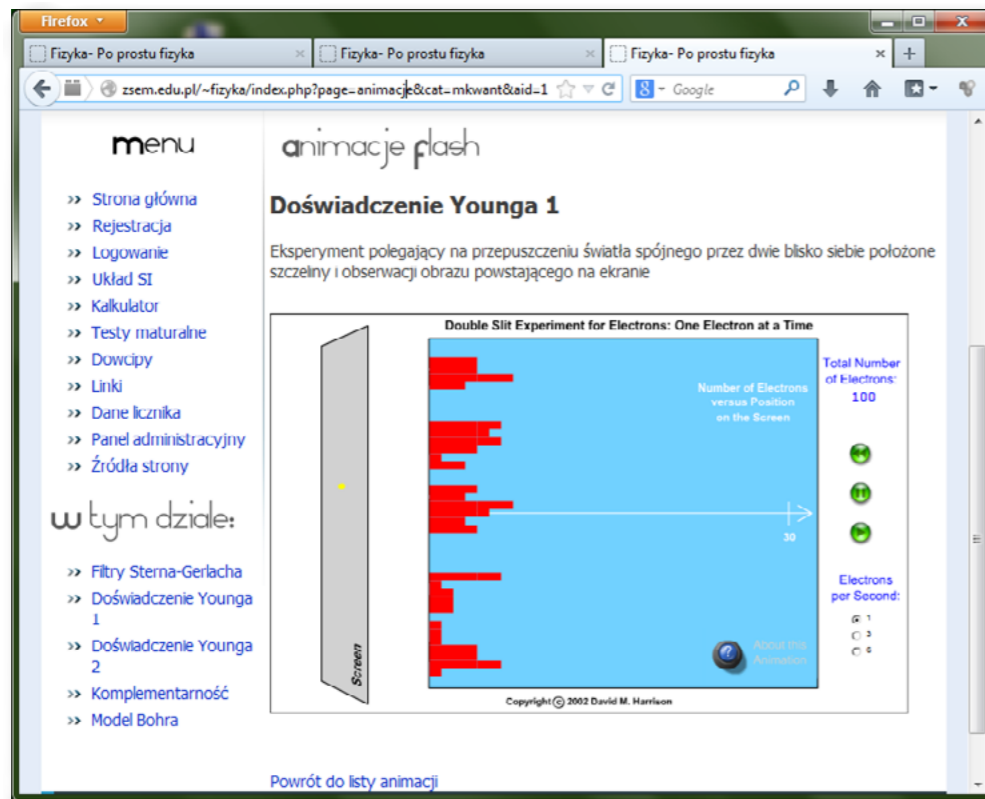 Firefox
Fizyka- Po prostu fizyka
Fizyka- Po prostu fizyka
Fizyka- Po prostu fizyka
zsem.edu.pl/~fizyka/index.php?page=animacje&cat=mkwant&aid=1
Google
menu
Strona główna
Rejestracja
Logowanie
Układ SI
Kalkulator
Testy maturalne
Dowcipy
Linki
Dane licznika
Panel administracyjny
Źródła strony
w tym dziale:
Filtry Sterna-Gerlacha
Doświadczenie Younga
1
Doświadczenie Younga
2
Komplementarność
Model Bohra
animacje flash
Doświadczenie Younga 1
Eksperyment polegający na przepuszczeniu światła spójnego przez dwie blisko siebie położone
szczeliny i obserwacji obrazu powstającego na ekranie
Double Slit Experiment for Electrons: One Electron at a Time
Screen
Number of Electrons
versus Position
on the Screen
30
About this
Animation
Total Number
of Electrons:
100
Electrons
per Second:
1
3
6
Copyright © 2002 David M. Harrison
Powrót do listy animacji